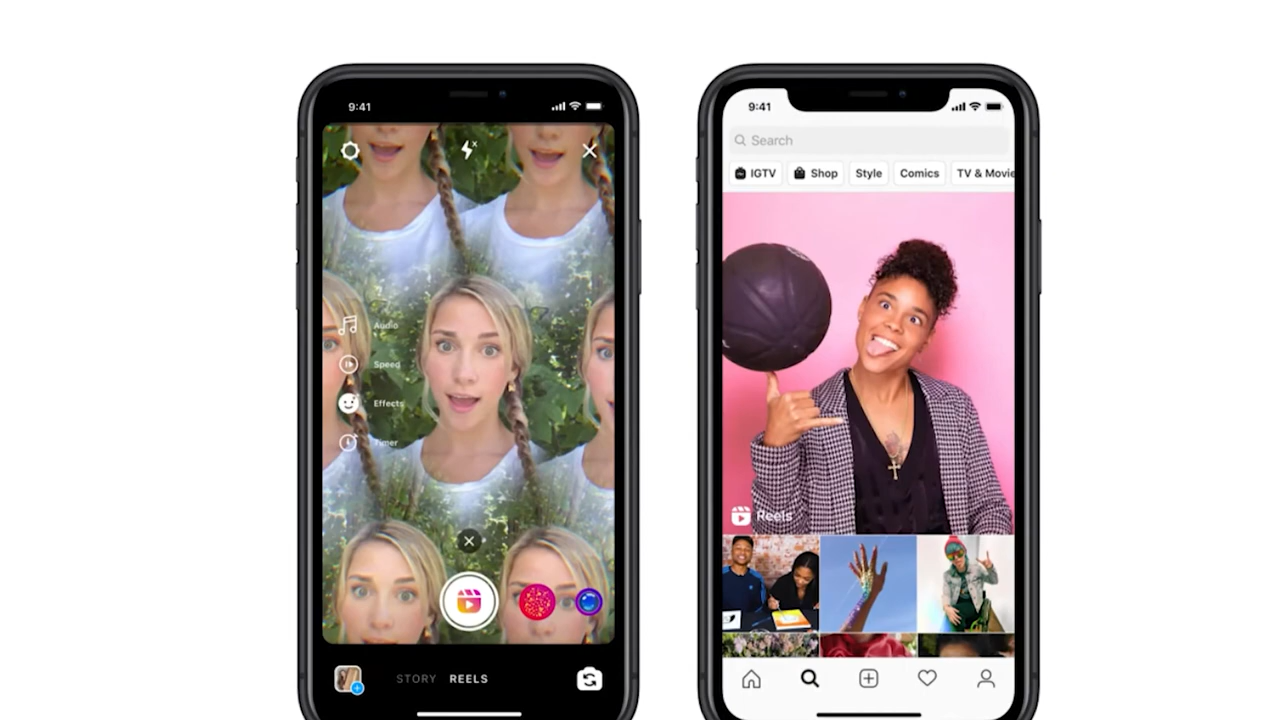 9:41
Audio
Speed
Effects
Timer
STORY REELS
9:41
Search
IGTV Shop Style Comics TV & Movie
Reels